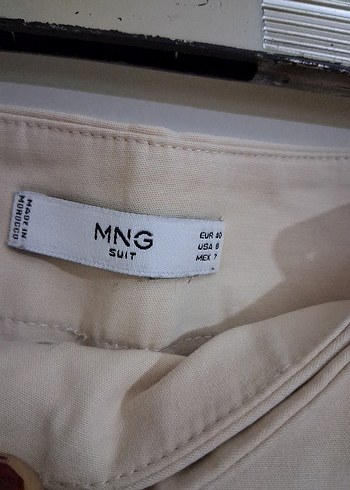 MADE IN
MOROCCO
MNG
SUIT
EUR 40
USA 8
MEX 7